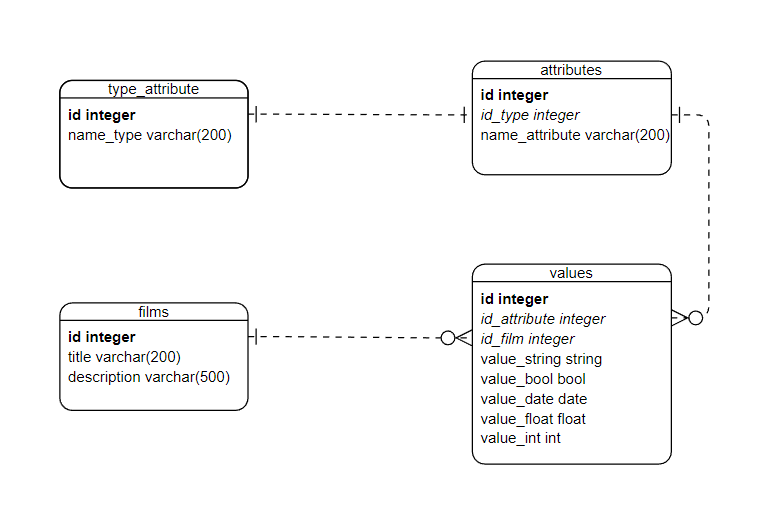 type_attribute
id integer
name_type varchar(200)
attributes
id integer
id_type integer
name_attribute varchar(200)
films
id integer
title varchar(200)
description varchar(500)
values
id integer
id_attribute integer
id_film integer
value_string string
value_bool bool
value_date date
value_float float
value_int int